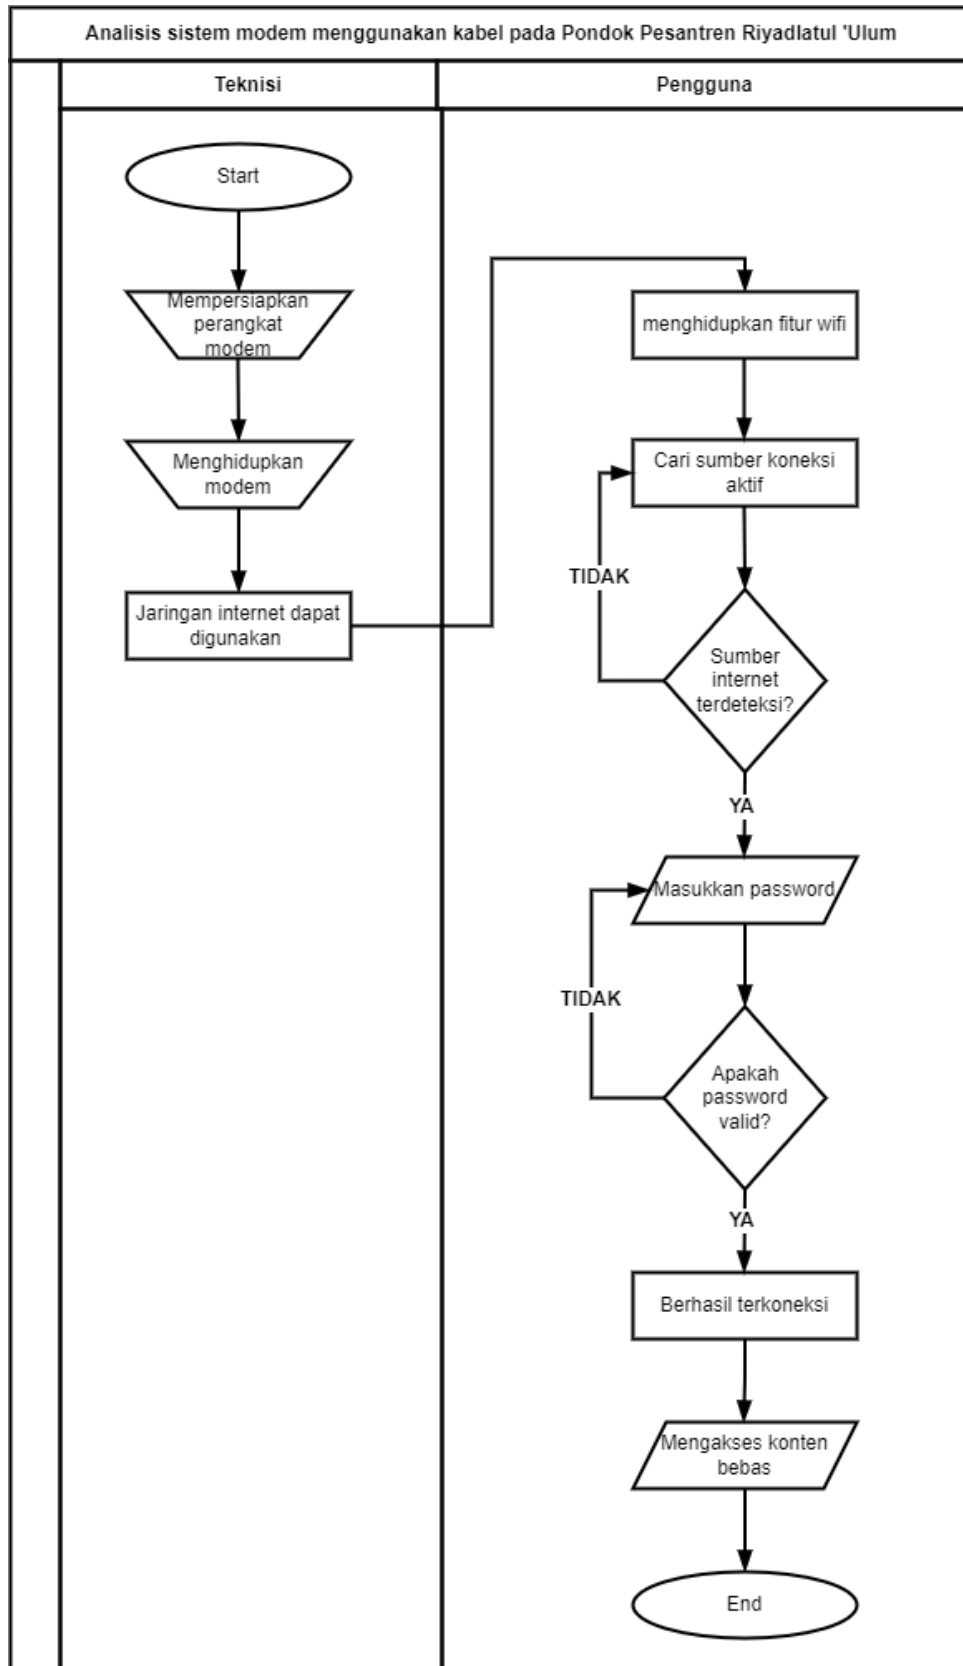 Analisis sistem modem menggunakan kabel pada Pondok Pesantren Riyadlatul 'Ulum
Teknisi
Pengguna
Start
Mempersiapkan
perangkat
modem
Menghidupkan
modem
Jaringan internet dapat
digunakan
menghidupkan fitur wifi
Cari sumber koneksi
aktif
TIDAK
Sumber
internet
terdeteksi?
YA
Masukkan password
TIDAK
Apakah
password
valid?
YA
Berhasil terkoneksi
Mengakses konten
bebas
End